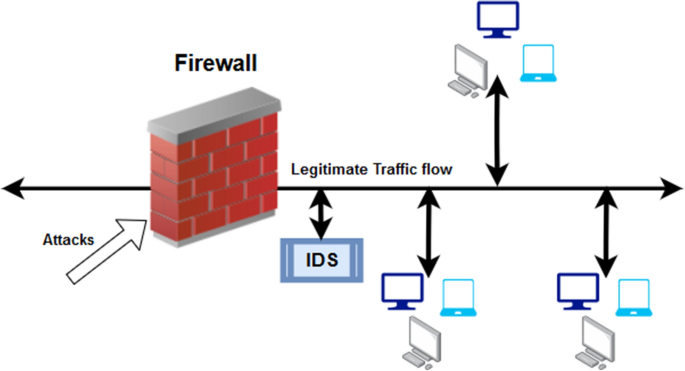 Firewall
Legitimate Traffic flow
Attacks
IDS